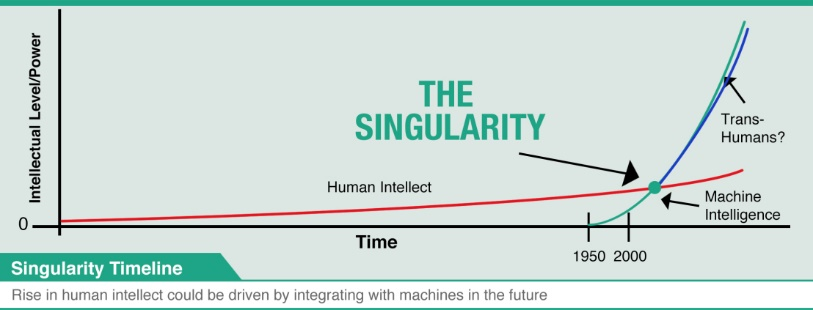 Intellectual Level/Power
THE
SINGULARITY
Trans-
Humans?
Human Intellect
Machine
Intelligence
0
Time
1950 2000
Singularity Timeline
Rise in human intellect could be driven by integrating with machines in the future